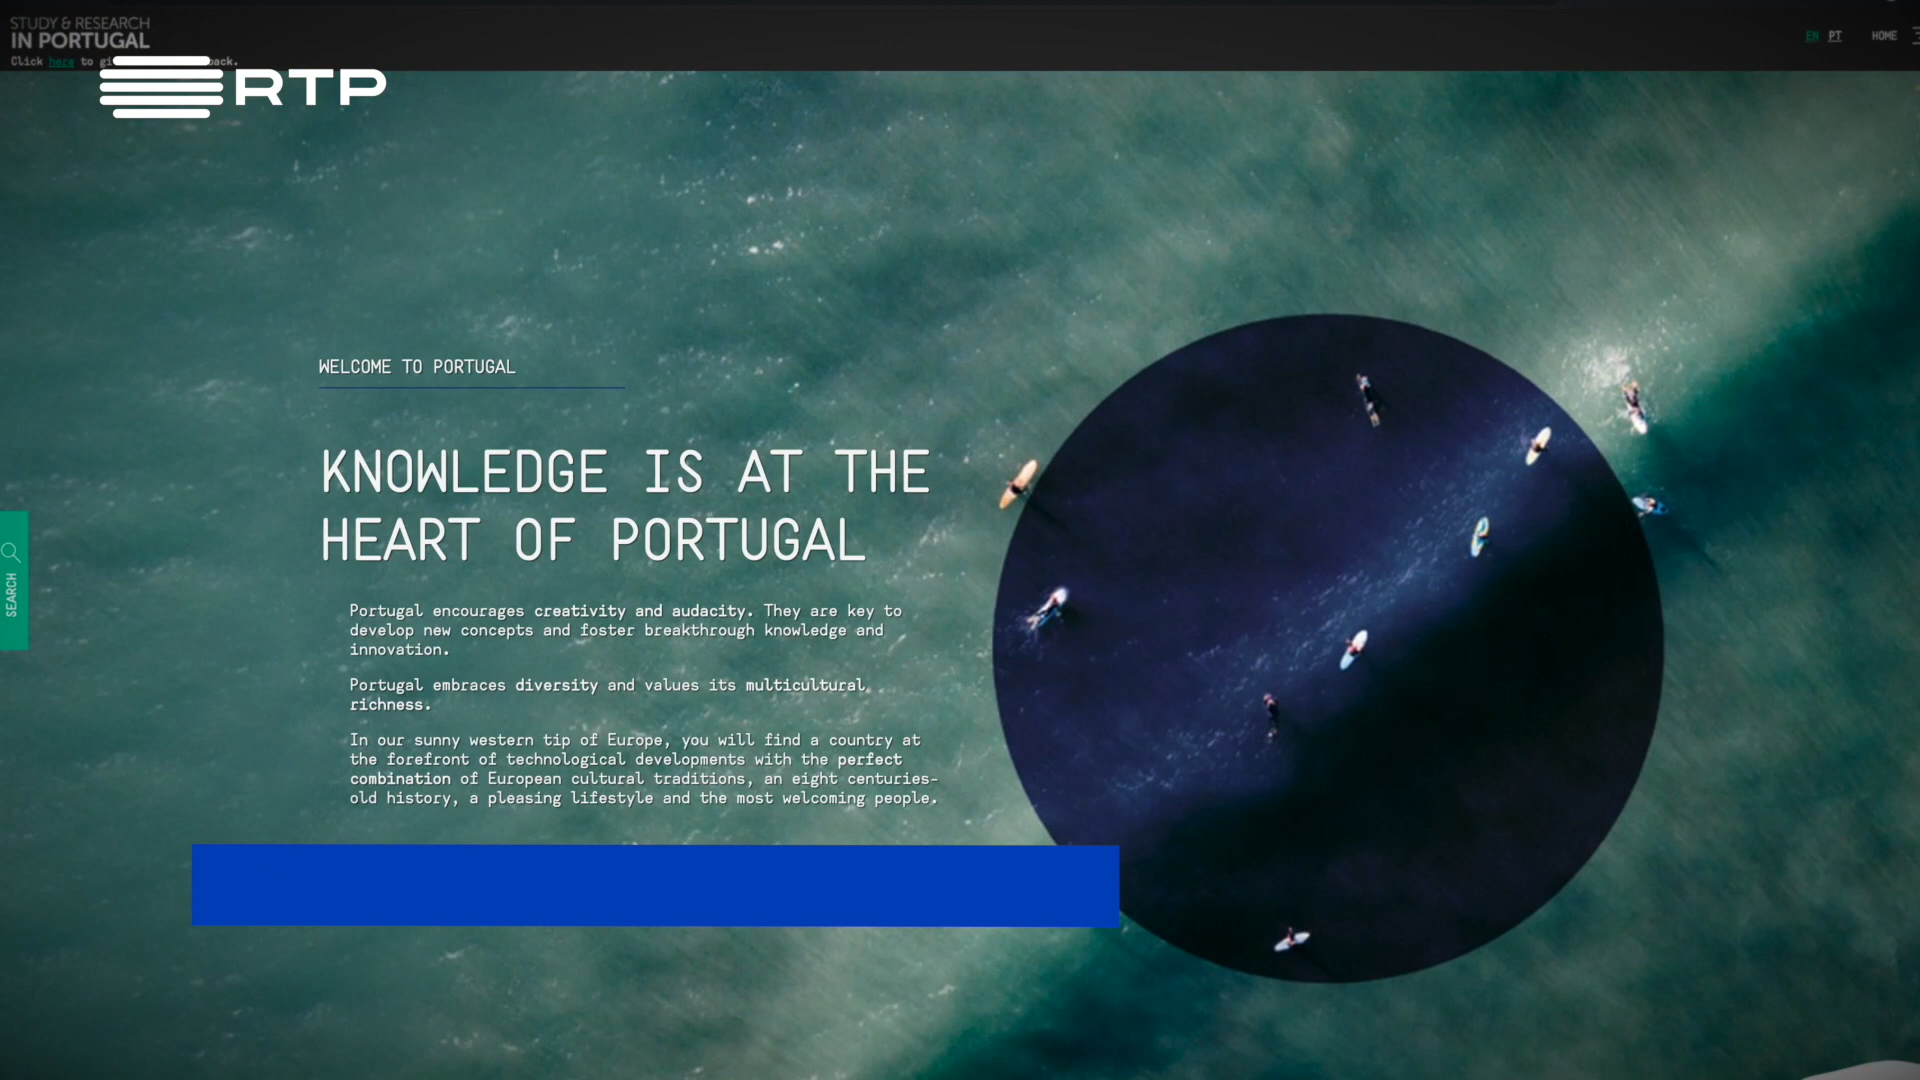 STUDY & RESEARCH
IN PORTUGAL
Click here to gi
back.
RTP
EN PT HOME
WELCOME TO PORTUGAL
KNOWLEDGE IS AT THE
HEART OF PORTUGAL
Portugal encourages creativity and audacity. They are key to
develop new concepts and foster breakthrough knowledge and
innovation.
Portugal embraces diversity and values its multicultural
richness.
In our sunny western tip of Europe, you will find a country at
the forefront of technological developments with the perfect
combination of European cultural traditions, an eight centuries-
old history, a pleasing lifestyle and the most welcoming people.
SEARCH